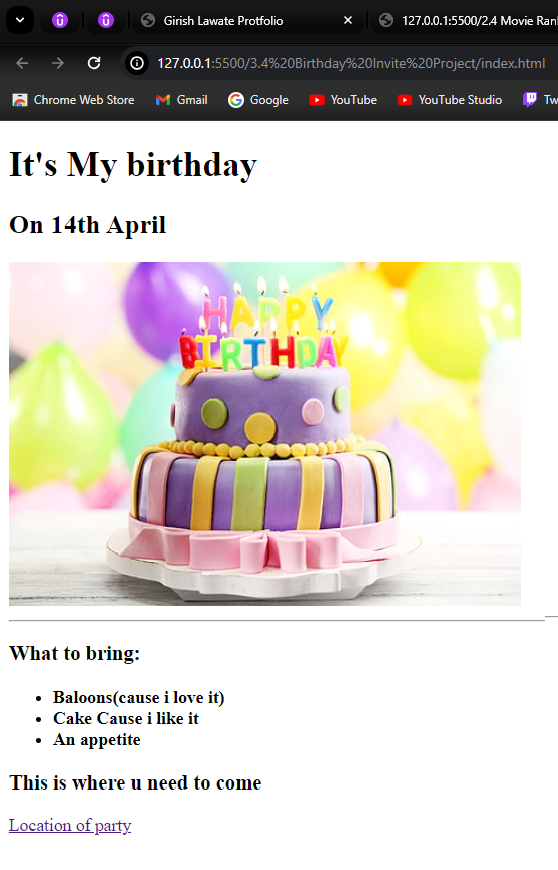 Girish Lawate Protfolio
127.0.0.1:5500/2.4 Movie Ran
127.0.0.1:5500/3.4%20Birthday%20Invite%20Project/index.html
Chrome Web Store Gmail Google YouTube YouTube Studio Tw
It's My birthday
On 14th April
HAPPY
BIRTHDAY
What to bring:
Baloons(cause i love it)
Cake Cause i like it
An appetite
This is where u need to come
Location of party